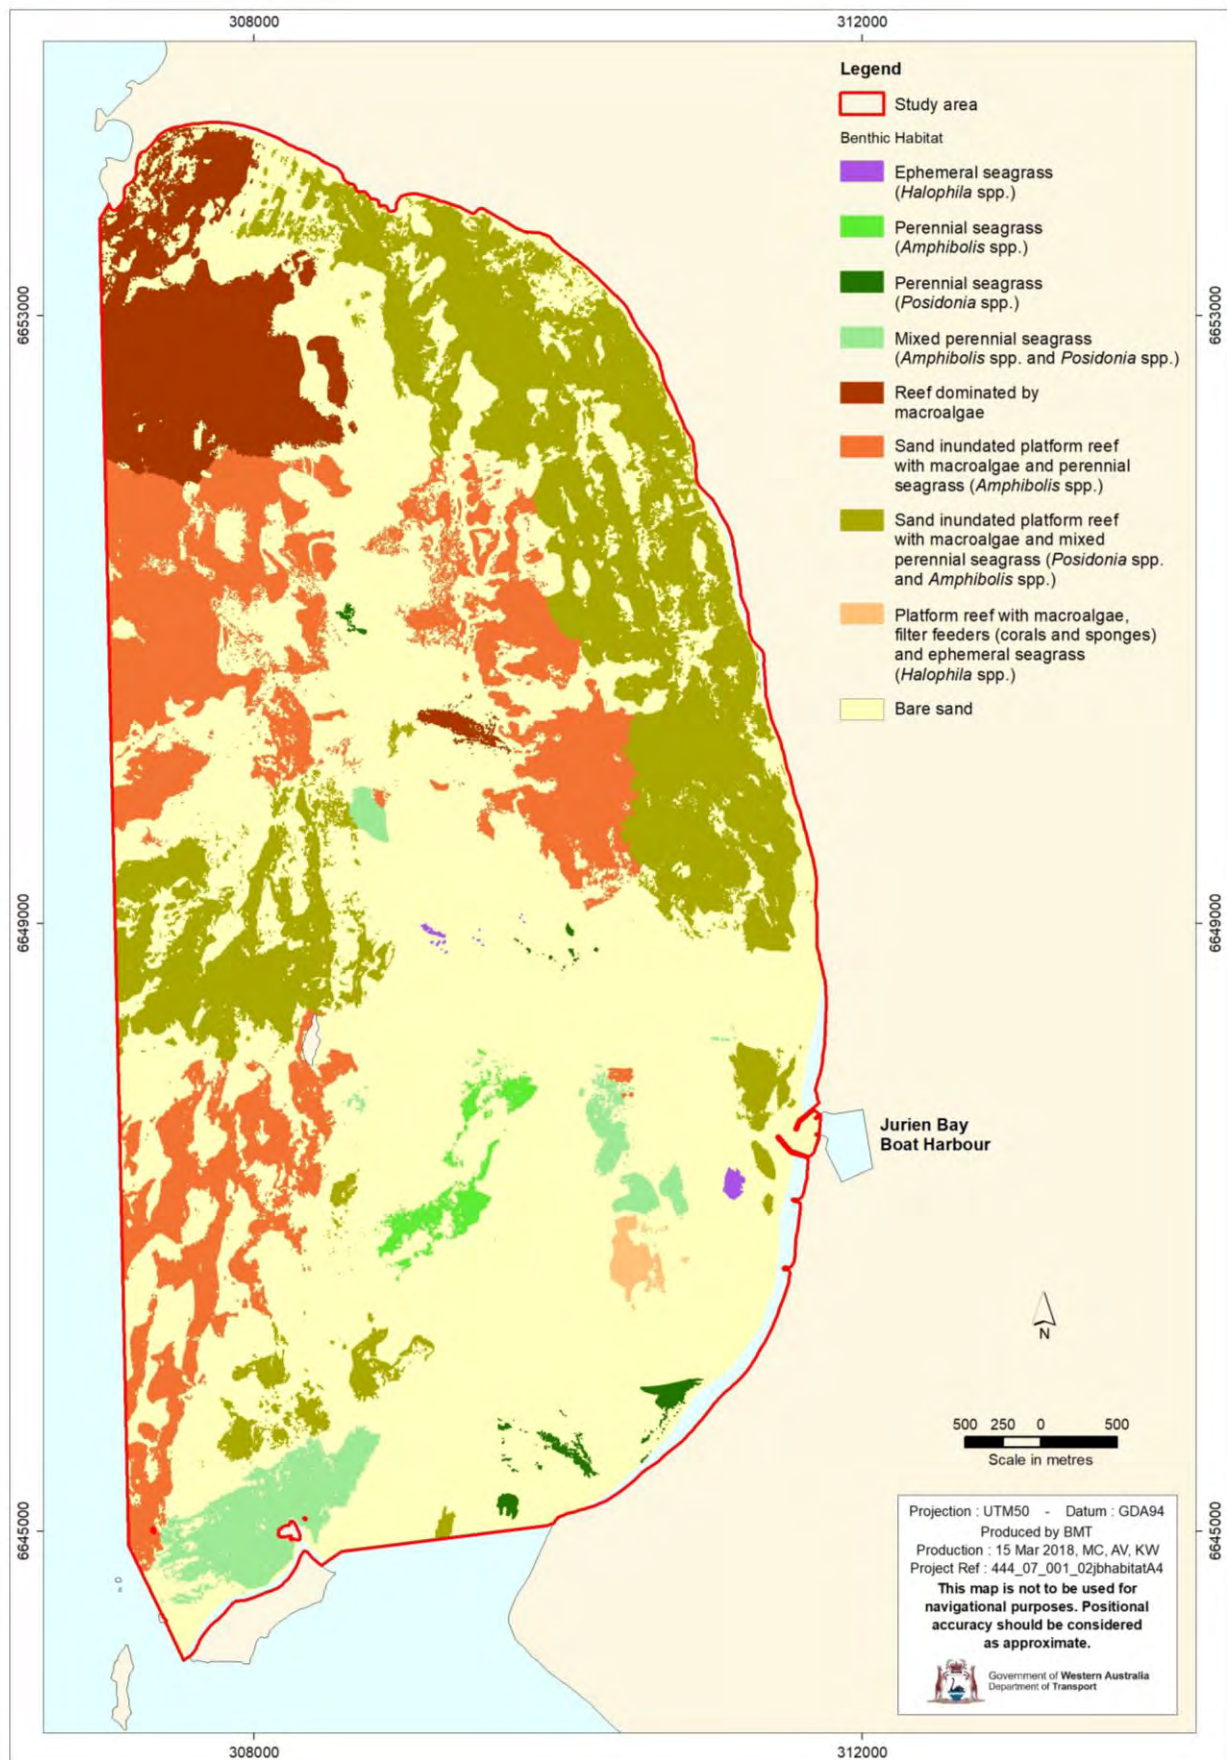 308000
312000
Legend
Study area
Benthic Habitat
Ephemeral seagrass
(Halophila spp.)
Perennial seagrass
(Amphibolis spp.)
Perennial seagrass
(Posidonia spp.)
Mixed perennial seagrass
(Amphibolis spp. and Posidonia spp.)
Reef dominated by
macroalgae
Sand inundated platform reef
with macroalgae and perennial
seagrass (Amphibolis spp.)
Sand inundated platform reef
with macroalgae and mixed
perennial seagrass (Posidonia spp.
and Amphibolis spp.)
Platform reef with macroalgae,
filter feeders (corals and sponges)
and ephemeral seagrass
(Halophila spp.)
Bare sand
6653000
6653000
6649000
6649000
Jurien Bay
Boat Harbour
N
500 250 0 500
Scale in metres
6645000
6645000
Projection : UTM50 - Datum : GDA94
Produced by BMT
Production : 15 Mar 2018, MC, AV, KW
Project Ref : 444_07_001_02jbhabitatA4
This map is not to be used for
navigational purposes. Positional
accuracy should be considered
as approximate.
Government of Western Australia
Department of Transport
308000
312000